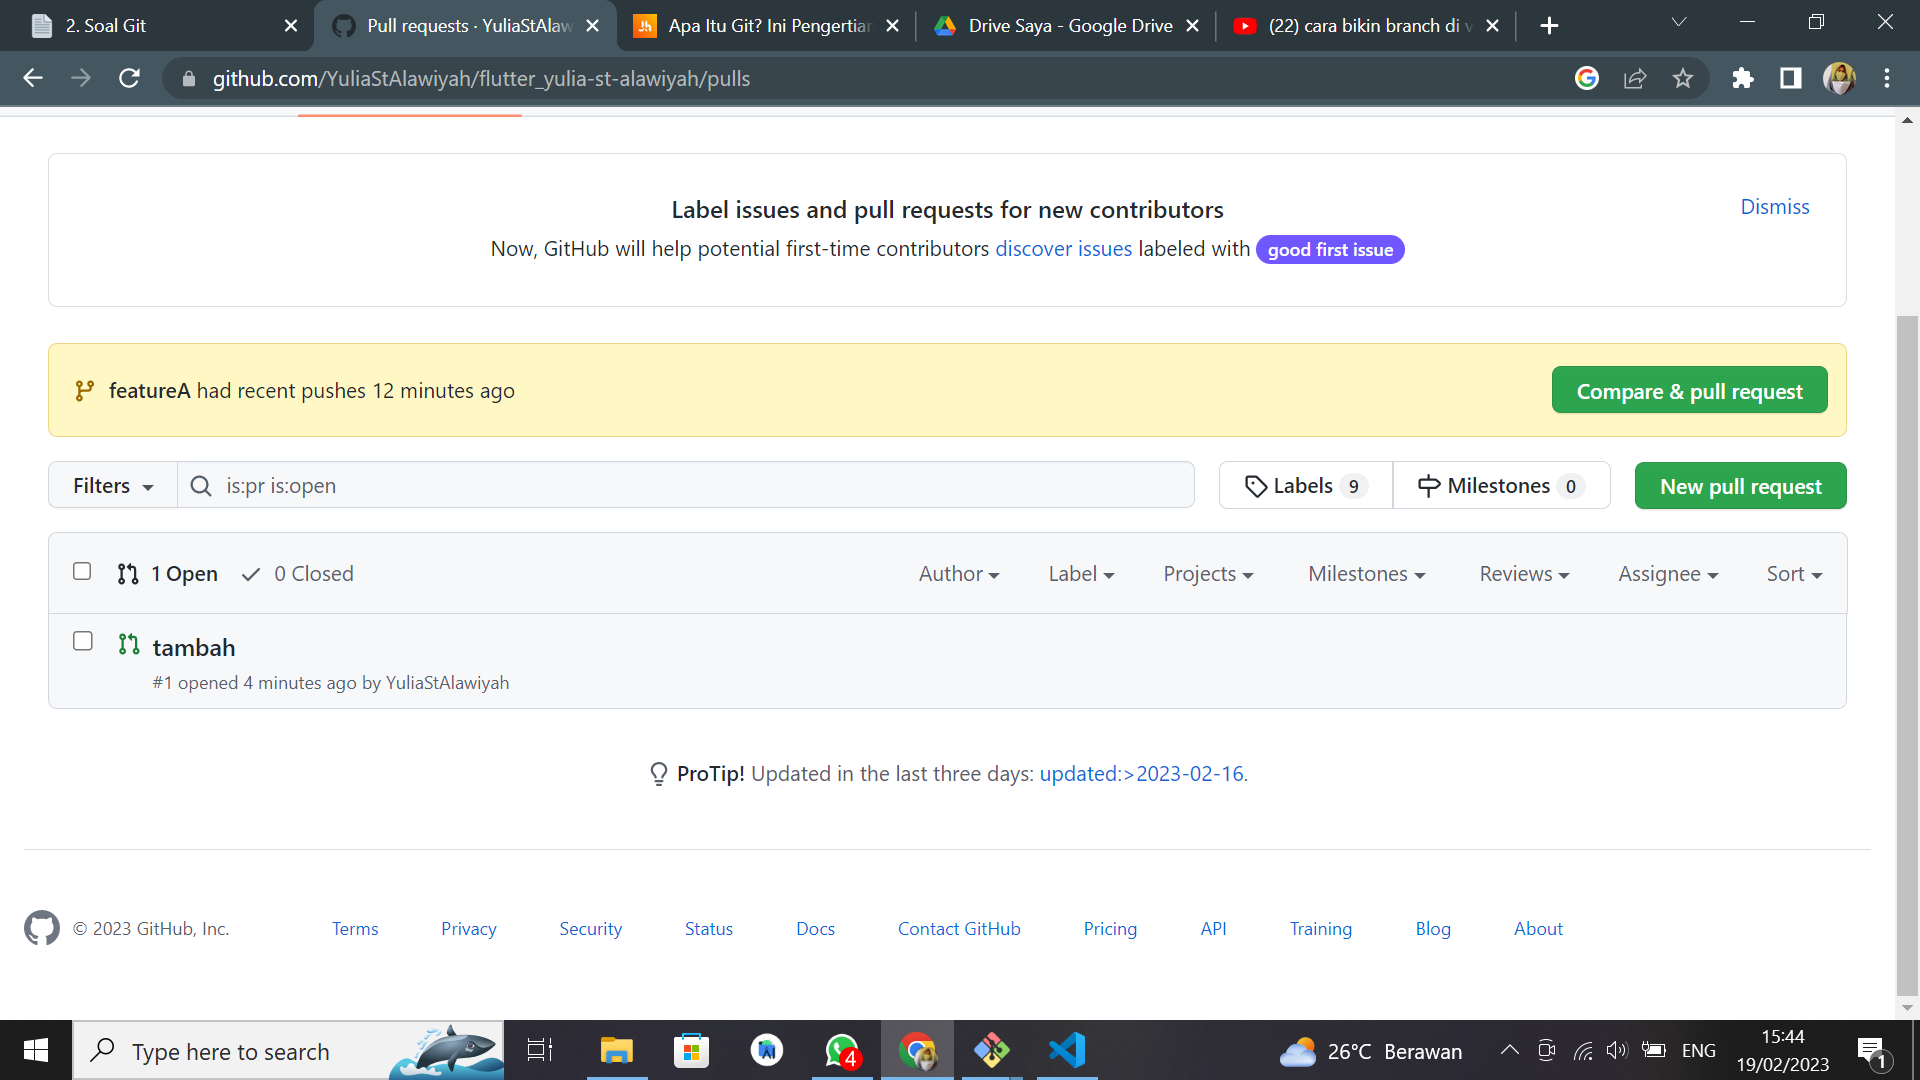 2. Soal Git
Pull requests · YuliaStAlaw
Apa Itu Git? Ini Pengertian
Drive Saya - Google Drive
(22) cara bikin branch di v
github.com/YuliaStAlawiyah/flutter_yulia-st-alawiyah/pulls
Label issues and pull requests for new contributors
Dismiss
Now, GitHub will help potential first-time contributors discover issues labeled with good first issue
featureA had recent pushes 12 minutes ago
Compare & pull request
Filters
is:pr is:open
Labels 9
Milestones 0
New pull request
1 Open
0 Closed
Author
Label
Projects
Milestones
Reviews
Assignee
Sort
tambah
#1 opened 4 minutes ago by YuliaStAlawiyah
ProTip! Updated in the last three days: updated:>2023-02-16.
© 2023 GitHub, Inc.
Terms
Privacy
Security
Status
Docs
Contact GitHub
Pricing
API
Training
Blog
About
Type here to search
4
26°C Berawan
ENG
15:44
19/02/2023
1